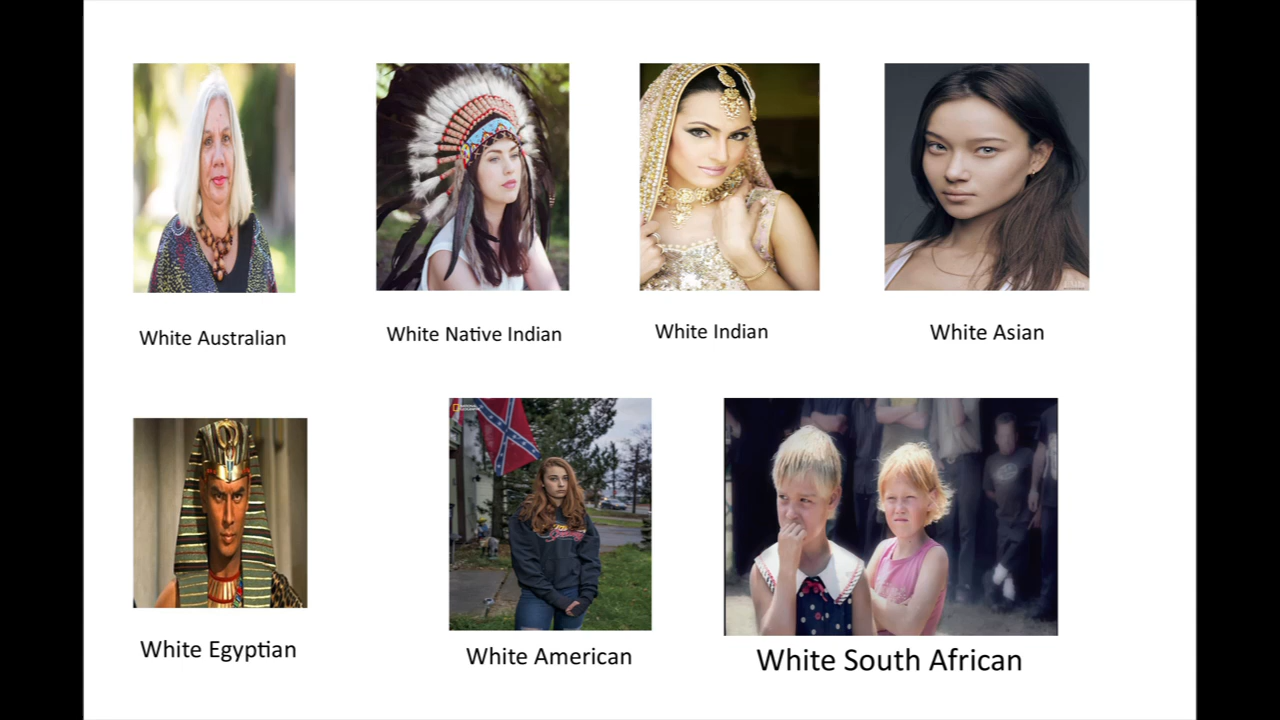 White Australian
White Native Indian
White Indian
White Asian
White Egyptian
White American
White South African